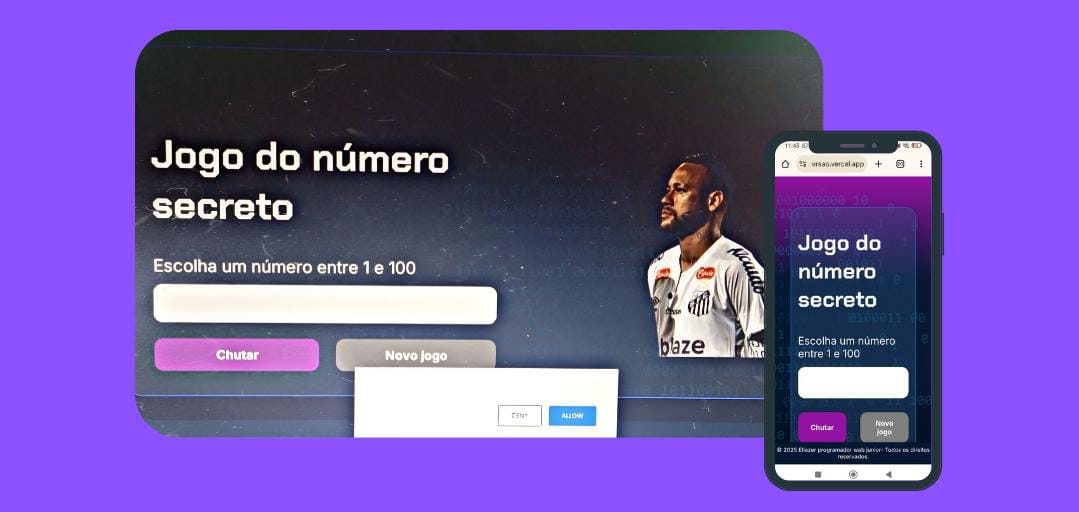 Jogo do número
secreto
Escolha um número entre 1 e 100
Chutar
Novo jogo
DENY
ALLOW
blaze
11:43
ersao.vercel.app
Jogo do
número
secreto
Escolha um número
entre 1 e 100
Chutar
Novo
jogo
© 2025 Eliezer programador web junior- Todos os direitos
reservados.